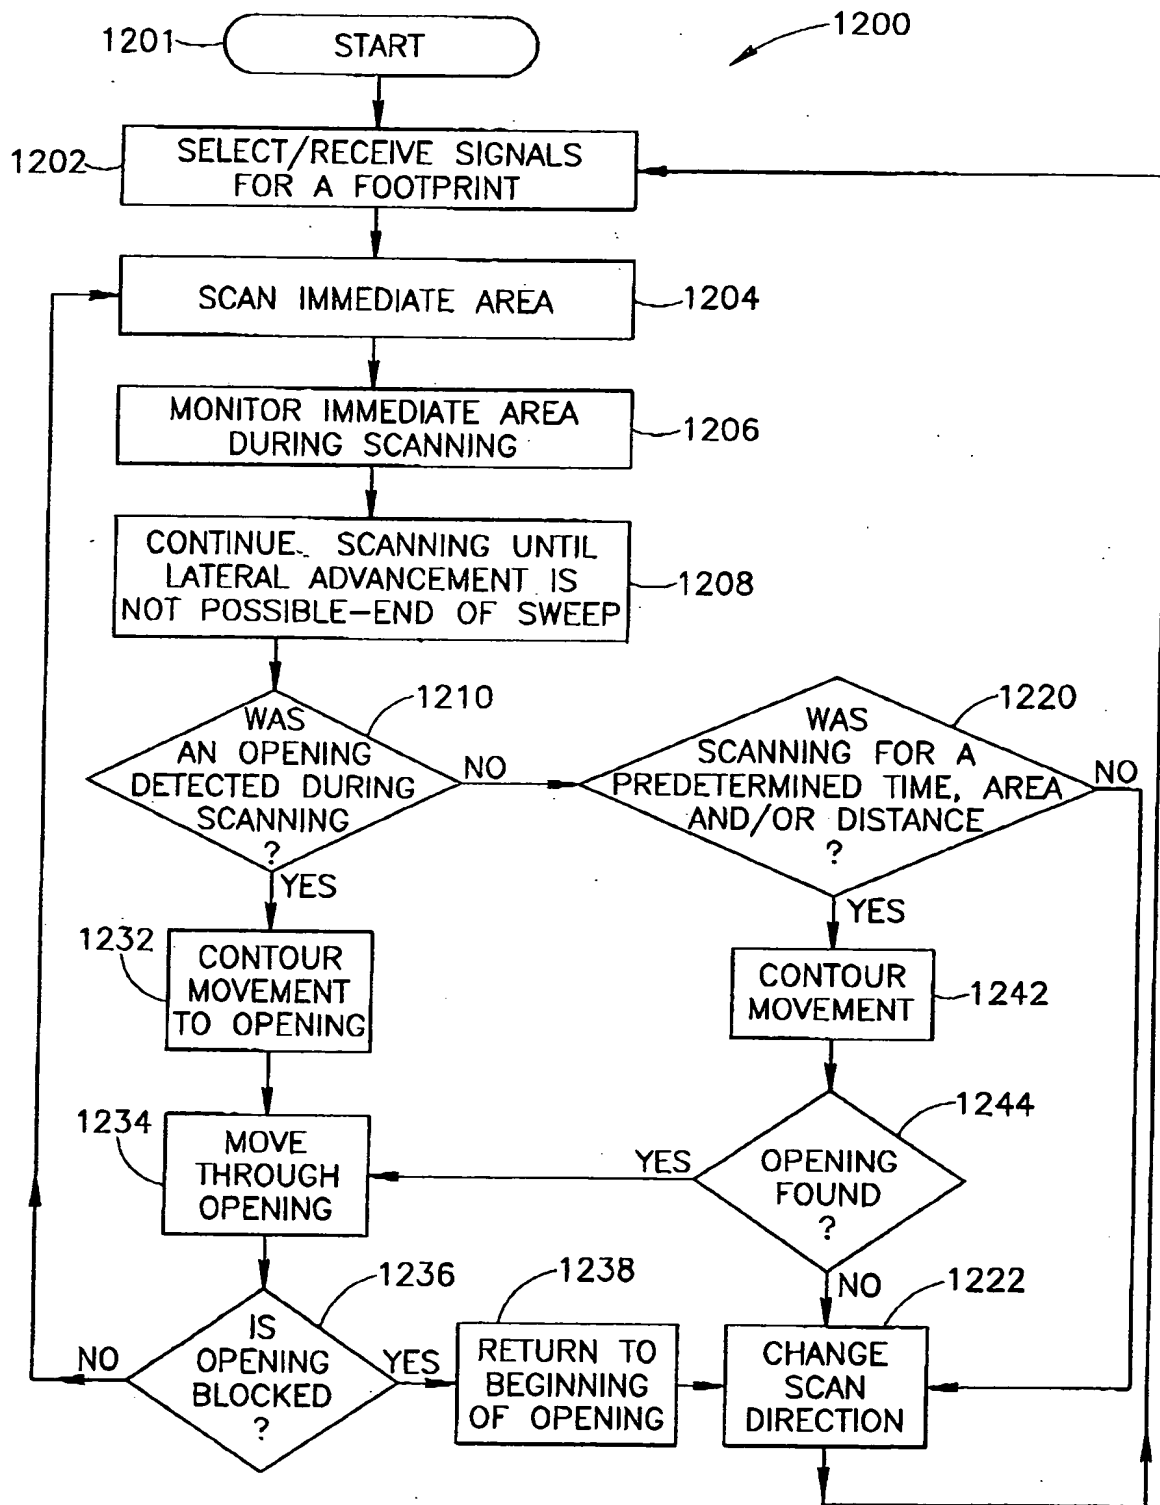 1200
1201
START
1202
SELECT/RECEIVE SIGNALS
FOR A FOOTPRINT
SCAN IMMEDIATE AREA
1204
MONITOR IMMEDIATE AREA
DURING SCANNING
1206
CONTINUE SCANNING UNTIL
LATERAL ADVANCEMENT IS
NOT POSSIBLE-END OF SWEEP
1208
1210
WAS
AN OPENING
DETECTED DURING
SCANNING
?
NO
YES
1220
WAS
SCANNING FOR A
PREDETERMINED TIME, AREA
AND/OR DISTANCE
?
NO
YES
1232
CONTOUR
MOVEMENT
TO OPENING
CONTOUR
MOVEMENT
1242
1234
MOVE
THROUGH
OPENING
1244
YES
OPENING
FOUND
?
NO
1236
IS
OPENING
BLOCKED
?
NO
YES
1238
RETURN TO
BEGINNING
OF OPENING
1222
CHANGE
SCAN
DIRECTION